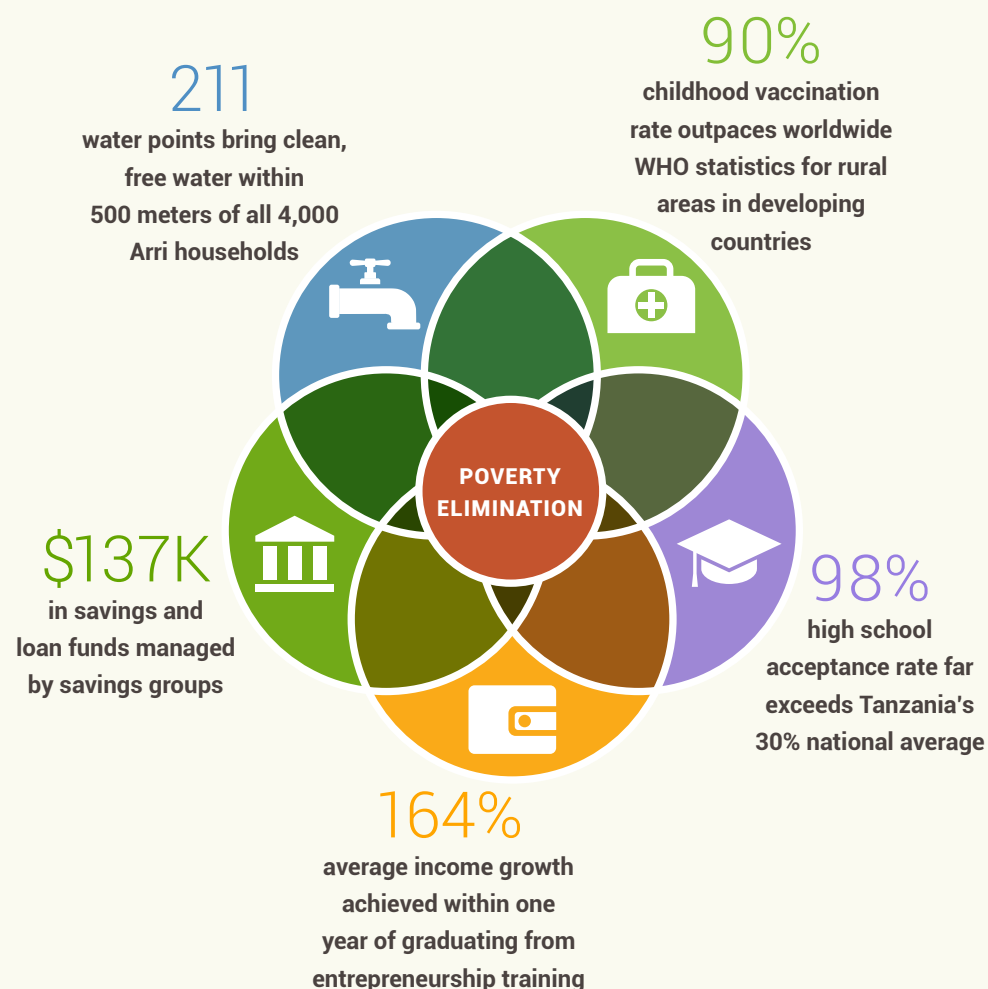 211
water points bring clean,
free water within
500 meters of all 4,000
Arri households
90%
childhood vaccination
rate outpaces worldwide
WHO statistics for rural
areas in developing
countries
POVERTY
ELIMINATION
$137K
in savings and
loan funds managed
by savings groups
98%
high school
acceptance rate far
exceeds Tanzania's
30% national average
164%
average income growth
achieved within one
year of graduating from
entrepreneurship training